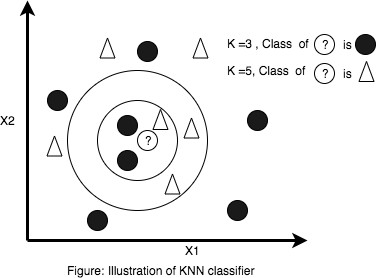 K =3 , Class of ? is
K =5, Class of ? is
X2
?
X1
Figure: Illustration of KNN classifier